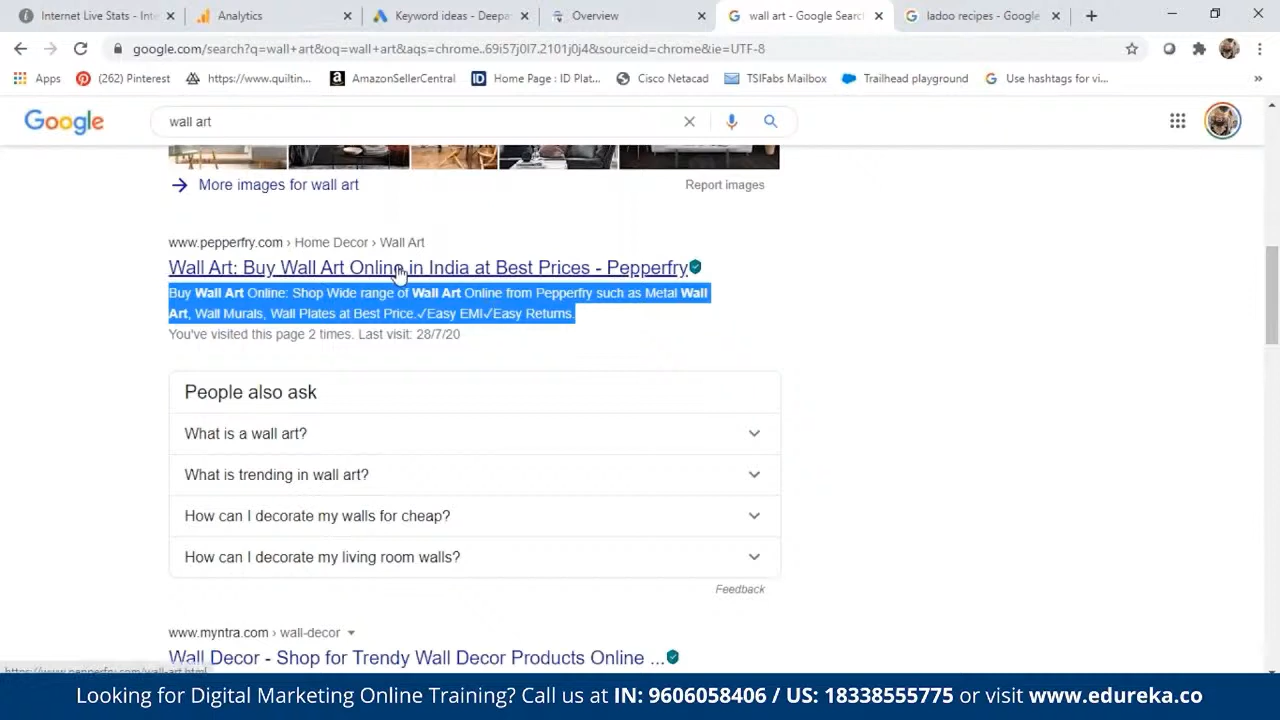 Internet Live Stats - Inte
Analytics
Keyword ideas - Deepa
Overview
wall art - Google Searc
ladoo recipes - Google
google.com/search?q=wall+art&oq=wall+art&aqs=chrome..69i57j0l7.2101j0j4&sourceid=chrome&ie=UTF-8
Apps
(262) Pinterest
https://www.quiltin...
AmazonSellerCentral
Home Page : ID Plat...
Cisco Netacad
TSIFabs Mailbox
Trailhead playground
Use hashtags for vi...
Google
wall art
More images for wall art
Report images
www.pepperfry.com › Home Decor › Wall Art
Wall Art: Buy Wall Art Online in India at Best Prices - Pepperfry
Buy Wall Art Online: Shop Wide range of Wall Art Online from Pepperfry such as Metal Wall
Art, Wall Murals, Wall Plates at Best Price.✓Easy EMI✓Easy Returns.
You've visited this page 2 times. Last visit: 28/7/20
People also ask
What is a wall art?
What is trending in wall art?
How can I decorate my walls for cheap?
How can I decorate my living room walls?
Feedback
www.myntra.com › wall-decor
Wall Decor - Shop for Trendy Wall Decor Products Online ...
https://www.pepperfry.com/wall-art.html
Looking for Digital Marketing Online Training? Call us at IN: 9606058406 / US: 18338555775 or visit www.edureka.co